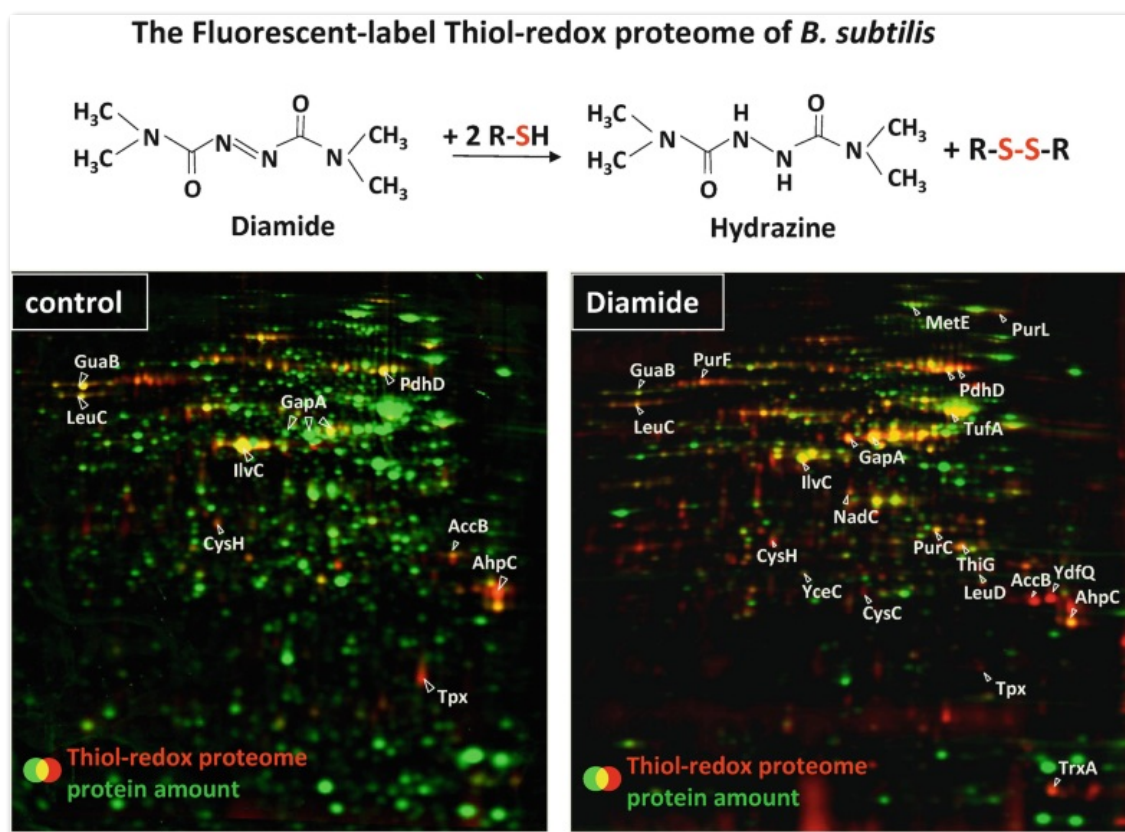 The Fluorescent-label Thiol-redox proteome of B. subtilis
H3C
N
H3C
O
N
N
O
N
CH3
CH3
Diamide
+ 2 R-SH
H3C
N
H3C
O
H
N
N
H
O
N
CH3
CH3
Hydrazine
+ R-S-S-R
control
GuaB
LeuC
PdhD
GapA
IlvC
CysH
AccB
AhpC
Tpx
Thiol-redox proteome
protein amount
Diamide
MetE
PurL
GuaB
PurF
PdhD
LeuC
TufA
GapA
IlvC
NadC
CysH
PurC
ThiG
YceC
CysC
LeuD
AccB
YdfQ
AhpC
Tpx
TrxA
Thiol-redox proteome
protein amount